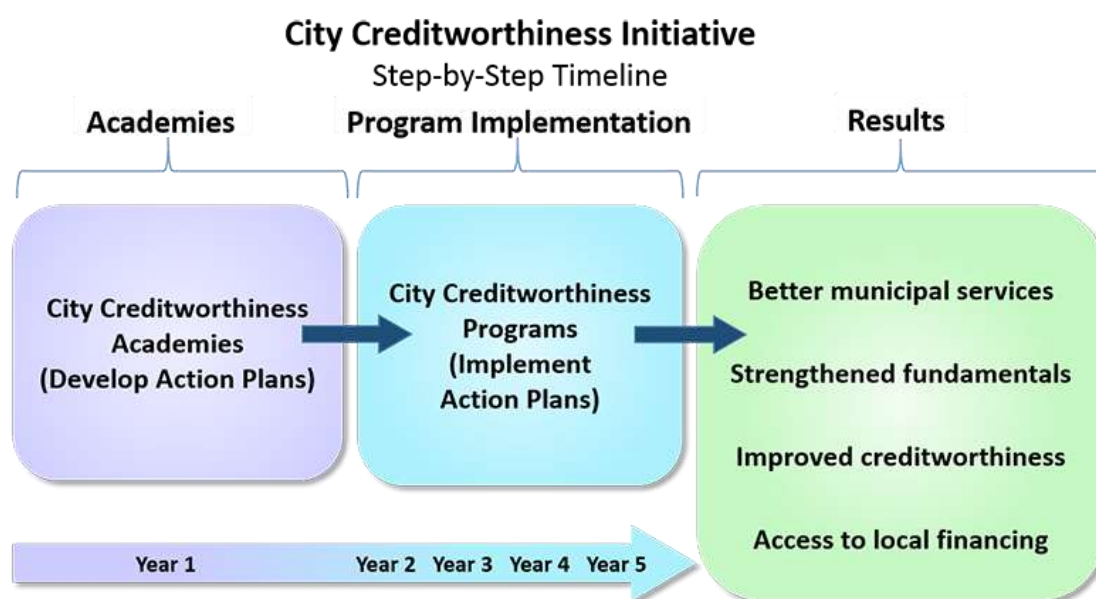 City Creditworthiness Initiative
Step-by-Step Timeline
Academies
Program Implementation
Results
City Creditworthiness
Academies
(Develop Action Plans)
City Creditworthiness
Programs
(Implement
Action Plans)
Better municipal services
Strengthened fundamentals
Improved creditworthiness
Access to local financing
Year 1
Year 2
Year 3
Year 4
Year 5